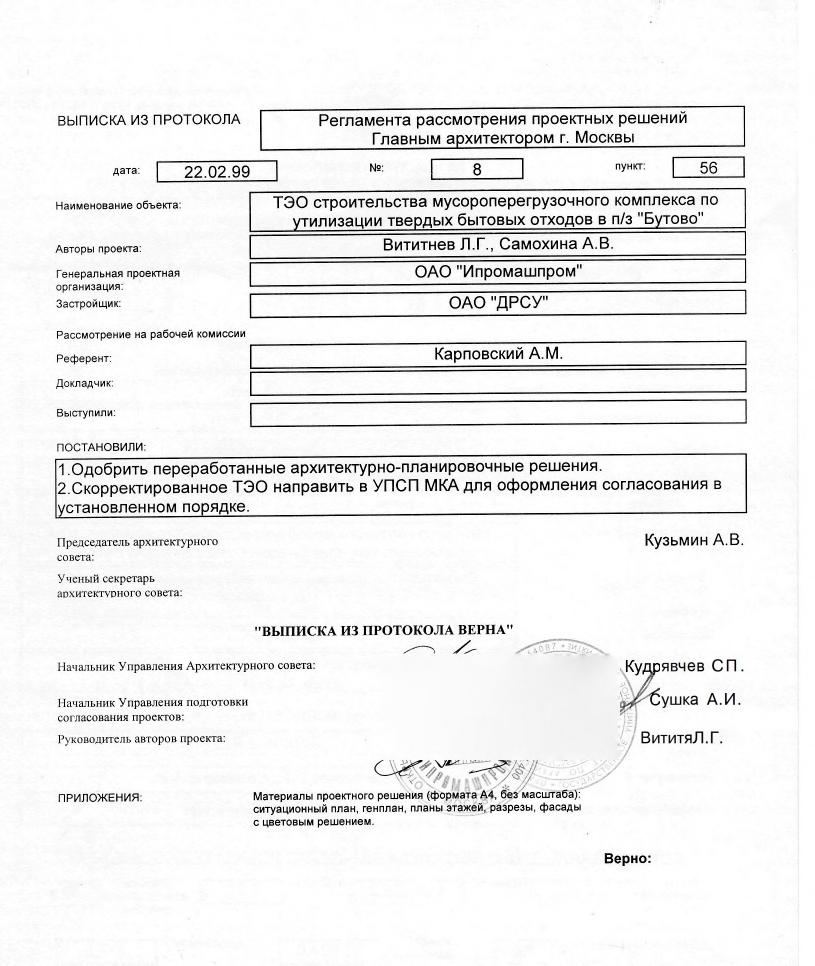 ВЫПИСКА ИЗ ПРОТОКОЛА
Регламента рассмотрения проектных решений
Главным архитектором г. Москвы
дата: 22.02.99 №: 8 пункт: 56
Наименование объекта:
ТЭО строительства мусороперегрузочного комплекса по
утилизации твердых бытовых отходов в п/з "Бутово"
Авторы проекта: Вититнев Л.Г., Самохина А.В.
Генеральная проектная
организация:
ОАО "Ипромашпром"
Застройщик: ОАО "ДРСУ"
Рассмотрение на рабочей комиссии
Референт: Карповский А.М.
Докладчик:
Выступили:
ПОСТАНОВИЛИ:
1.Одобрить переработанные архитектурно-планировочные решения.
2.Скорректированное ТЭО направить в УПСП МКА для оформления согласования в
установленном порядке.
Председатель архитектурного
совета:
Кузьмин А.В.
Ученый секретарь
архитектурного совета:
"ВЫПИСКА ИЗ ПРОТОКОЛА ВЕРНА"
Начальник Управления Архитектурного совета: Кудрявчев СП.
Начальник Управления подготовки
согласования проектов:
Сушка А.И.
Руководитель авторов проекта: ВититяЛ.Г.
ПРИЛОЖЕНИЯ:
Материалы проектного решения (формата А4, без масштаба):
ситуационный план, генплан, планы этажей, разрезы, фасады
с цветовым решением.
Верно: